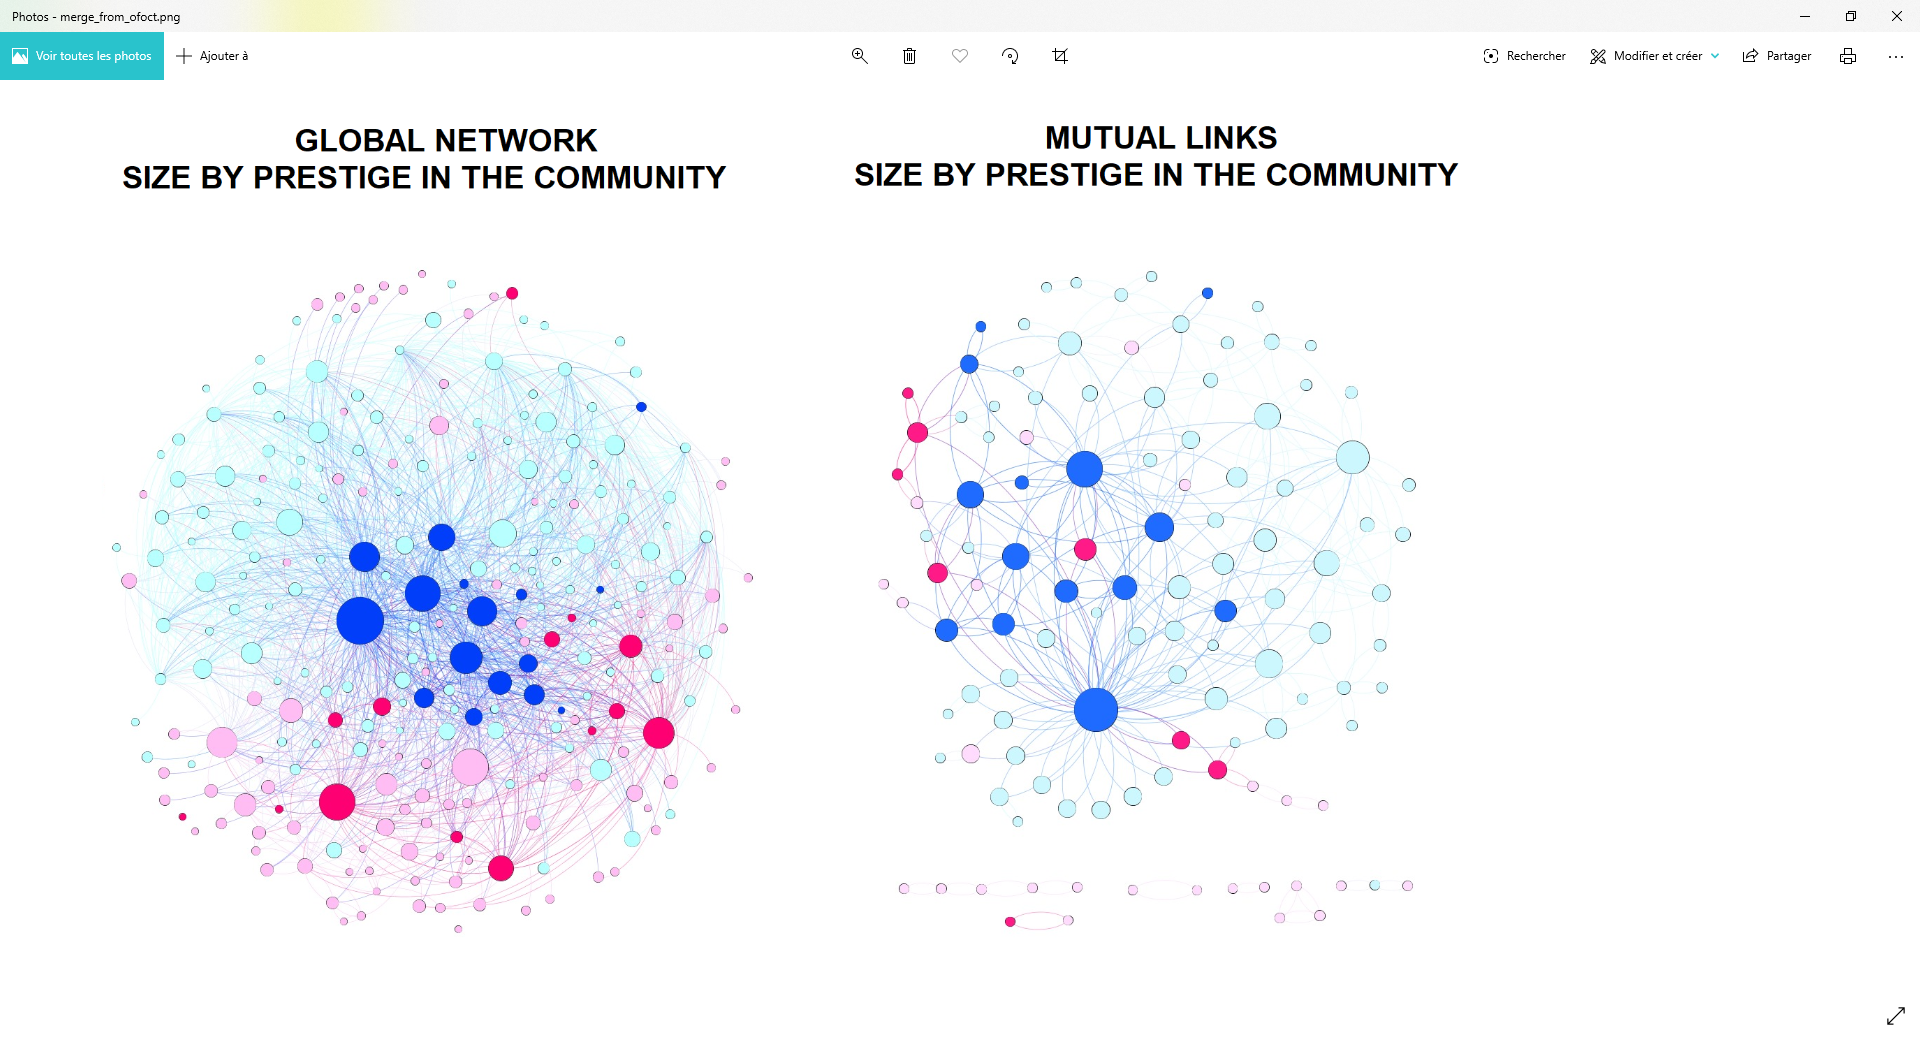 Photos - merge_from_ofoct.png
Voir toutes les photos
Ajouter à
Rechercher
Modifier et créer
Partager
GLOBAL NETWORK
SIZE BY PRESTIGE IN THE COMMUNITY
MUTUAL LINKS
SIZE BY PRESTIGE IN THE COMMUNITY